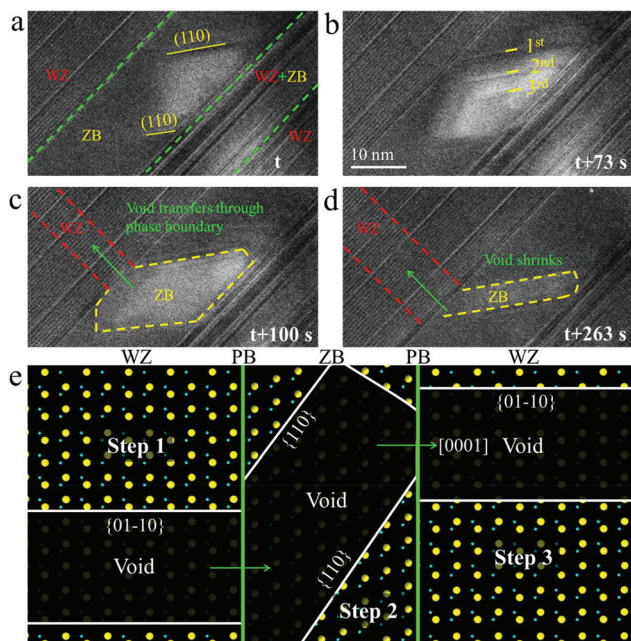 a
(110)
WZ
WZ+ZB
ZB
(110)
WZ
t
b
1st
2nd
3rd
10 nm
t+73 s
c
Void transfers through
phase boundary
WZ
ZB
t+100 s
d
WZ
Void shrinks
ZB
t+263 s
e
WZ PB ZB PB WZ
Step 1
{01-10}
Void
{110}
Void
{110}
Step 2
{01-10}
[0001] Void
Step 3